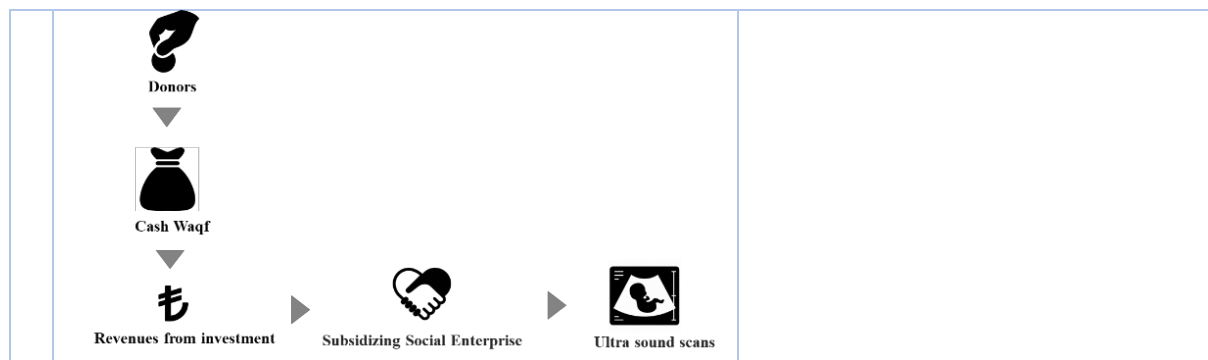 Donors
Cash Waqf
₺
Revenues from investment
Subsidizing Social Enterprise
Ultra sound scans